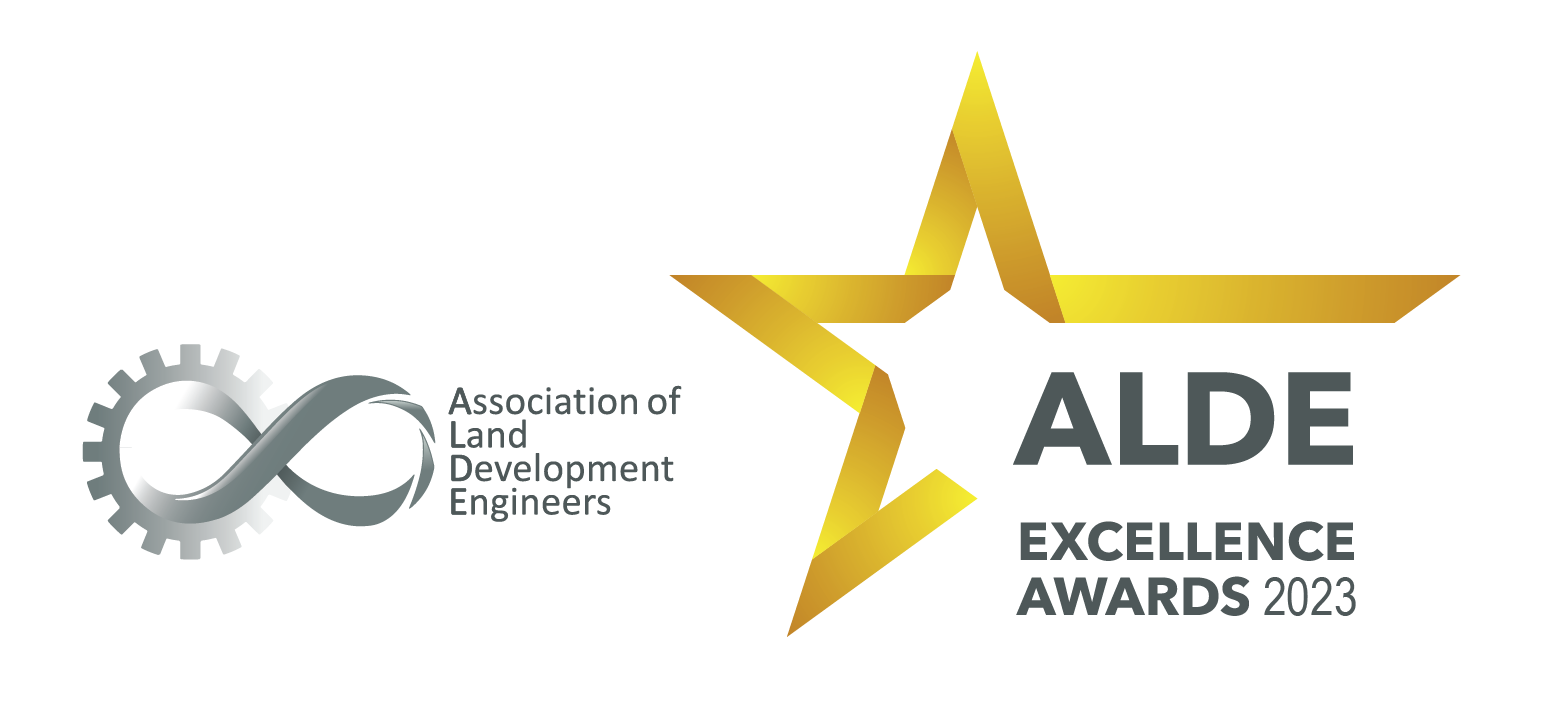 Association of
Land
Development
Engineers
ALDE
EXCELLENCE
AWARDS 2023